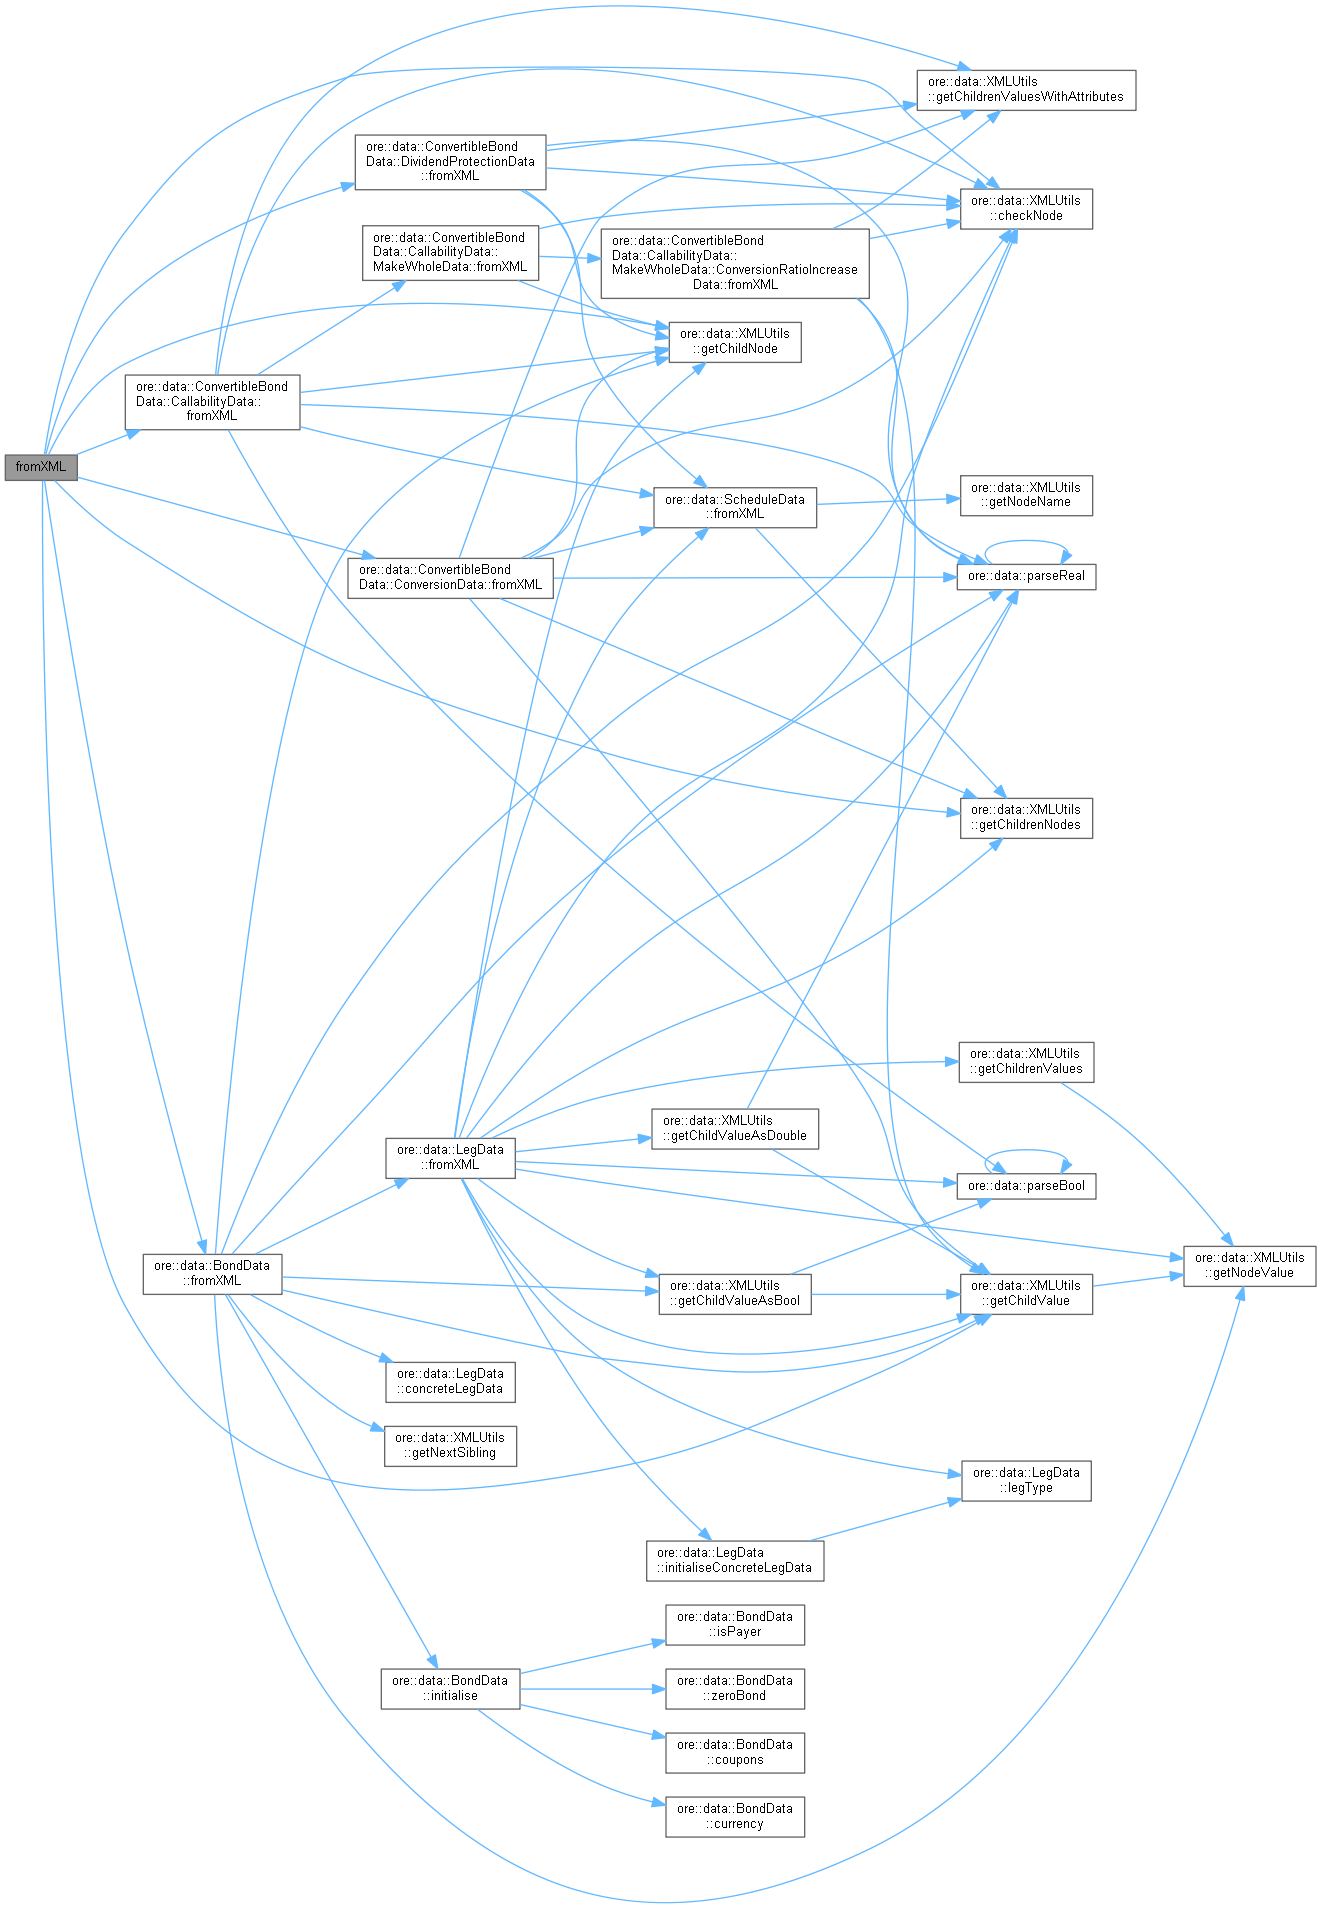 ore::data::XMLUtils
::getChildrenValuesWithAttributes
ore::data::ConvertibleBond
Data::DividendProtectionData
::fromXML
ore::data::XMLUtils
::checkNode
ore::data::ConvertibleBond
Data::CallabilityData::
MakeWholeData::fromXML
ore::data::ConvertibleBond
Data::CallabilityData::
MakeWholeData::ConversionRatioIncrease
Data::fromXML
ore::data::XMLUtils
::getChildNode
ore::data::ConvertibleBond
Data::CallabilityData::
fromXML
fromXML
ore::data::ScheduleData
::fromXML
ore::data::XMLUtils
::getNodeName
ore::data::ConvertibleBond
Data::ConversionData::fromXML
ore::data::parseReal
ore::data::XMLUtils
::getChildrenNodes
ore::data::XMLUtils
::getChildrenValues
ore::data::XMLUtils
::getChildValueAsDouble
ore::data::LegData
::fromXML
ore::data::parseBool
ore::data::BondData
::fromXML
ore::data::XMLUtils
::getChildValueAsBool
ore::data::XMLUtils
::getChildValue
ore::data::XMLUtils
::getNodeValue
ore::data::LegData
::concreteLegData
ore::data::XMLUtils
::getNextSibling
ore::data::LegData
::legType
ore::data::LegData
::initialiseConcreteLegData
ore::data::BondData
::isPayer
ore::data::BondData
::initialise
ore::data::BondData
::zeroBond
ore::data::BondData
::coupons
ore::data::BondData
::currency